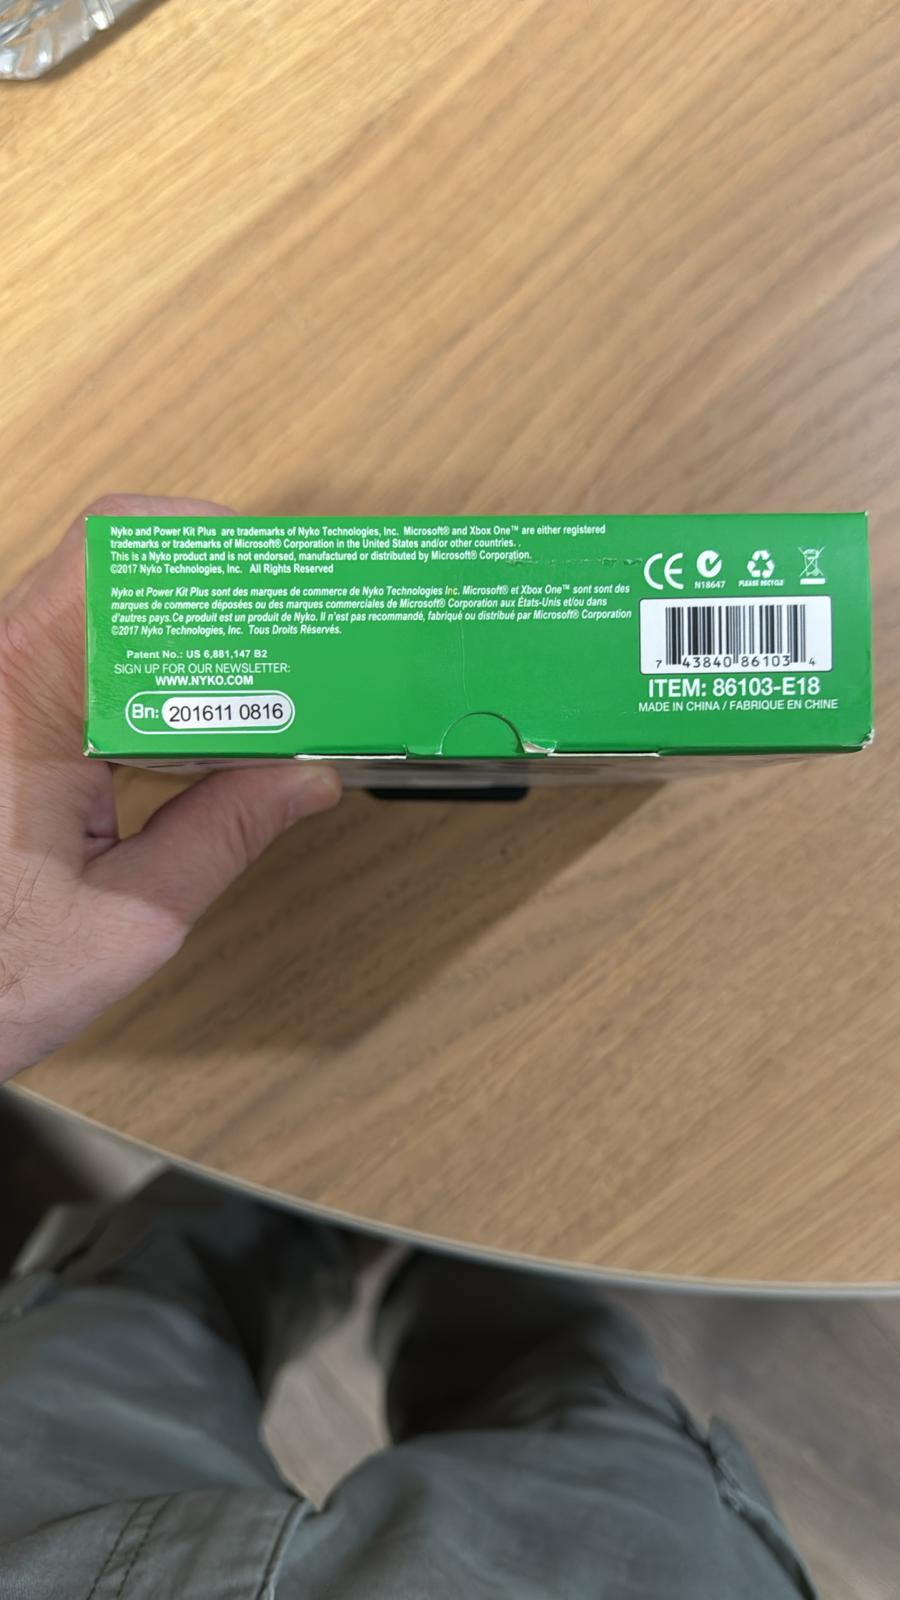 Nyko and Power Kit Plus are trademarks of Nyko Technologies, Inc. Microsoft® and Xbox One™ are either registered
trademarks or trademarks of Microsoft® Corporation in the United States and/or other countries. .
This is a Nyko product and is not endorsed, manufactured or distributed by Microsoft® Corporation.
©2017 Nyko Technologies, Inc. All Rights Reserved
Nyko et Power Kit Plus sont des marques de commerce de Nyko Technologies Inc. Microsoft® et Xbox One™ sont sont des
marques de commerce déposées ou des marques commerciales de Microsoft® Corporation aux États-Unis et/ou dans
d'autres pays.Ce produit est un produit de Nyko. Il n'est pas recommandé, fabriqué ou distribué par Microsoft® Corporation
©2017 Nyko Technologies, Inc. Tous Droits Réservés.
Patent No.: US 6,881,147 B2
SIGN UP FOR OUR NEWSLETTER:
WWW.NYKO.COM
Bn: 201611 0816
CE
N18647
PLEASE RECYCLE
7 43840 86103 4
ITEM: 86103-E18
MADE IN CHINA / FABRIQUE EN CHINE